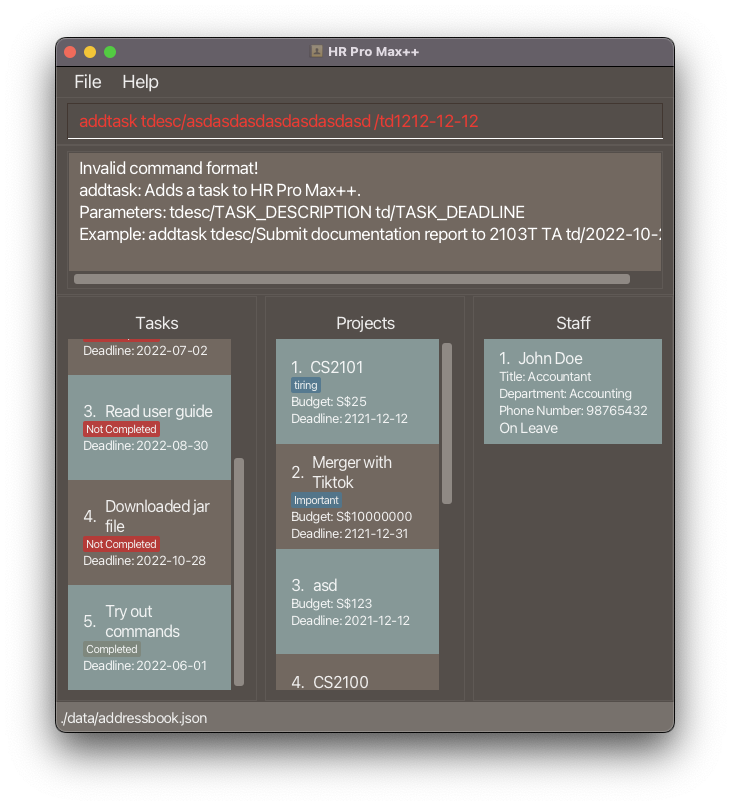 HR Pro Max++
File Help
addtask tdesc/asdasdasdasdasdasdasd /td1212-12-12
Invalid command format!
addtask: Adds a task to HR Pro Max++.
Parameters: tdesc/TASK_DESCRIPTION td/TASK_DEADLINE
Example: addtask tdesc/Submit documentation report to 2103T TA td/2022-10-
Tasks
Deadline: 2022-07-02
3. Read user guide
Not Completed
Deadline: 2022-08-30
4. Downloaded jar
file
Not Completed
Deadline: 2022-10-28
5. Try out
commands
Completed
Deadline: 2022-06-01
Projects
1. CS2101
tiring
Budget: S$25
Deadline: 2121-12-12
2. Merger with
Tiktok
Important
Budget: S$10000000
Deadline: 2121-12-31
3. asd
Budget: S$123
Deadline: 2021-12-12
4. CS2100
Staff
1. John Doe
Title: Accountant
Department: Accounting
Phone Number: 98765432
On Leave
./data/addressbook.json